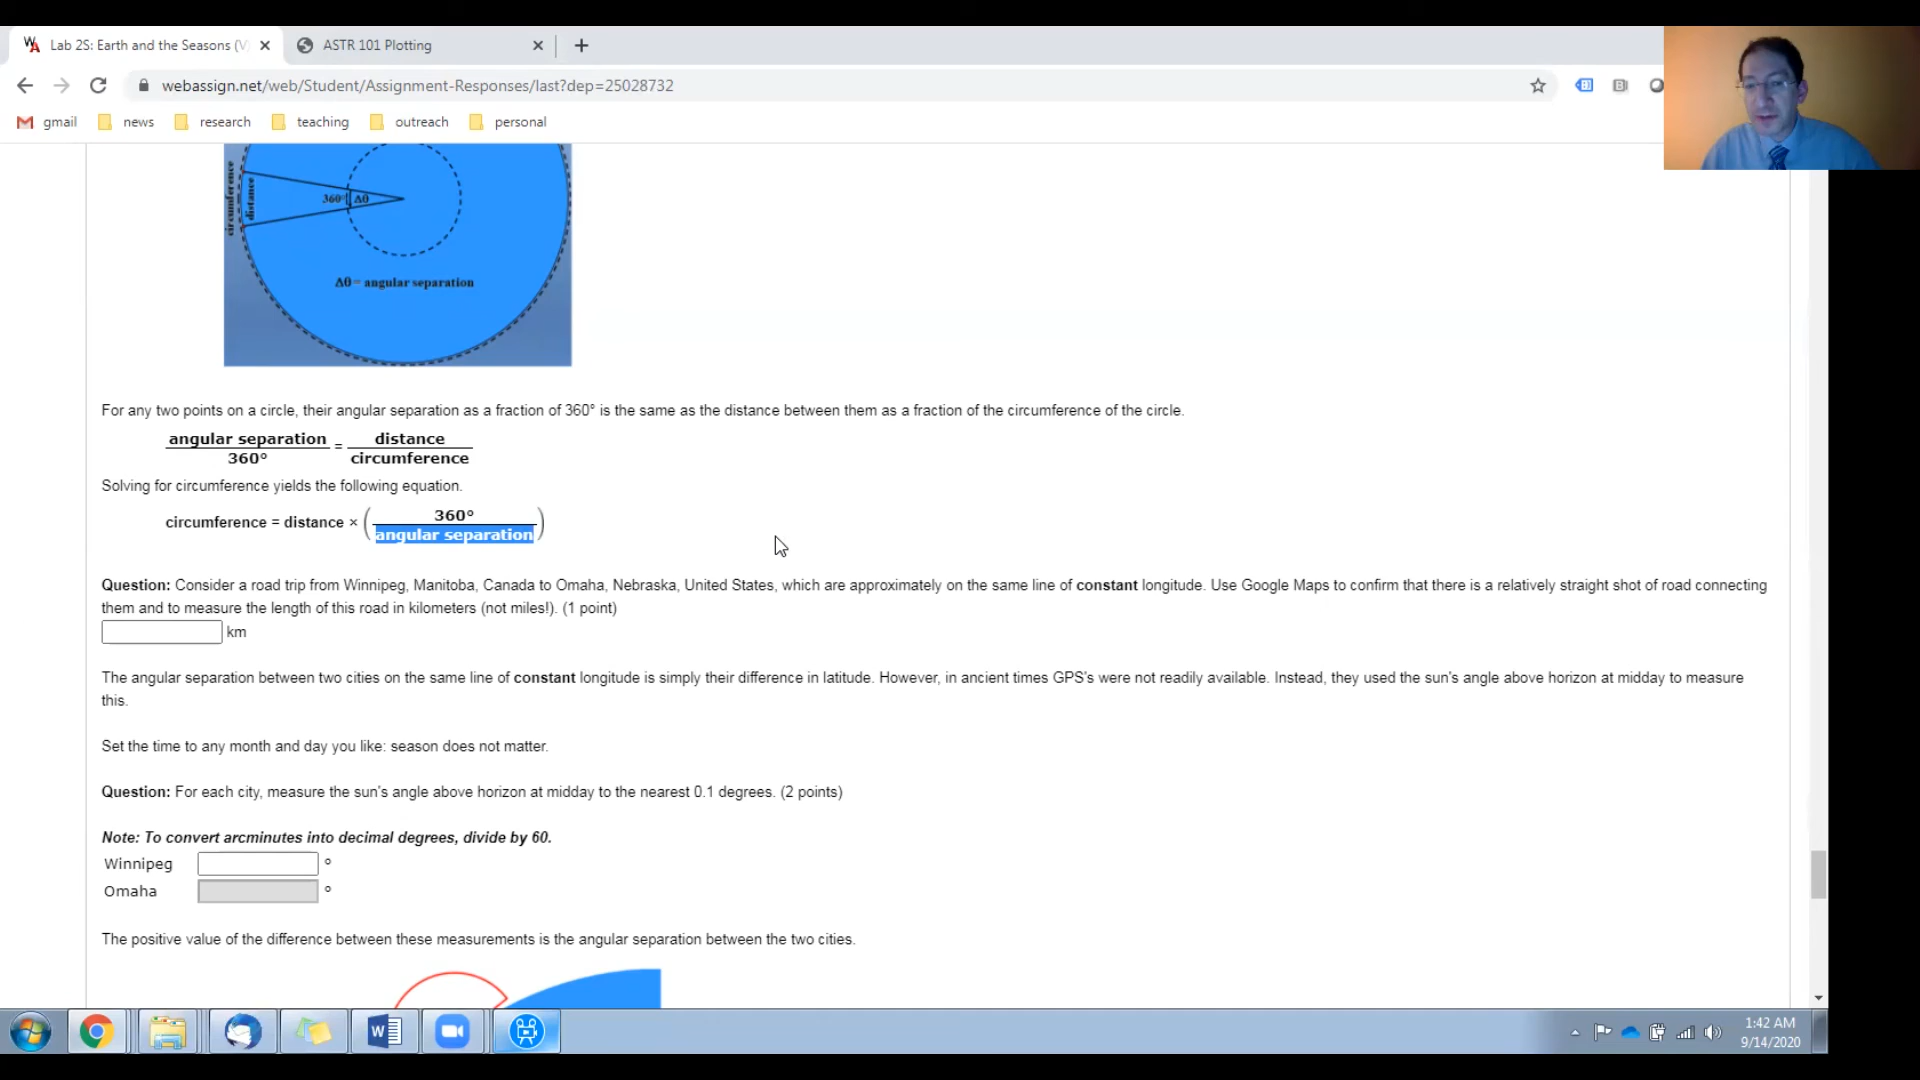 Lab 2S: Earth and the Seasons (V
ASTR 101 Plotting
webassign.net/web/Student/Assignment-Responses/last?dep=25028732
gmail news research teaching outreach personal
circumference
distance
360° Δθ
Δθ = angular separation
For any two points on a circle, their angular separation as a fraction of 360° is the same as the distance between them as a fraction of the circumference of the circle.
angular separation / 360° = distance / circumference
Solving for circumference yields the following equation.
circumference = distance × (360° / angular separation)
Question: Consider a road trip from Winnipeg, Manitoba, Canada to Omaha, Nebraska, United States, which are approximately on the same line of constant longitude. Use Google Maps to confirm that there is a relatively straight shot of road connecting
them and to measure the length of this road in kilometers (not miles!). (1 point)
km
The angular separation between two cities on the same line of constant longitude is simply their difference in latitude. However, in ancient times GPS's were not readily available. Instead, they used the sun's angle above horizon at midday to measure
this.
Set the time to any month and day you like: season does not matter.
Question: For each city, measure the sun's angle above horizon at midday to the nearest 0.1 degrees. (2 points)
Note: To convert arcminutes into decimal degrees, divide by 60.
Winnipeg °
Omaha °
The positive value of the difference between these measurements is the angular separation between the two cities.
1:42 AM
9/14/2020